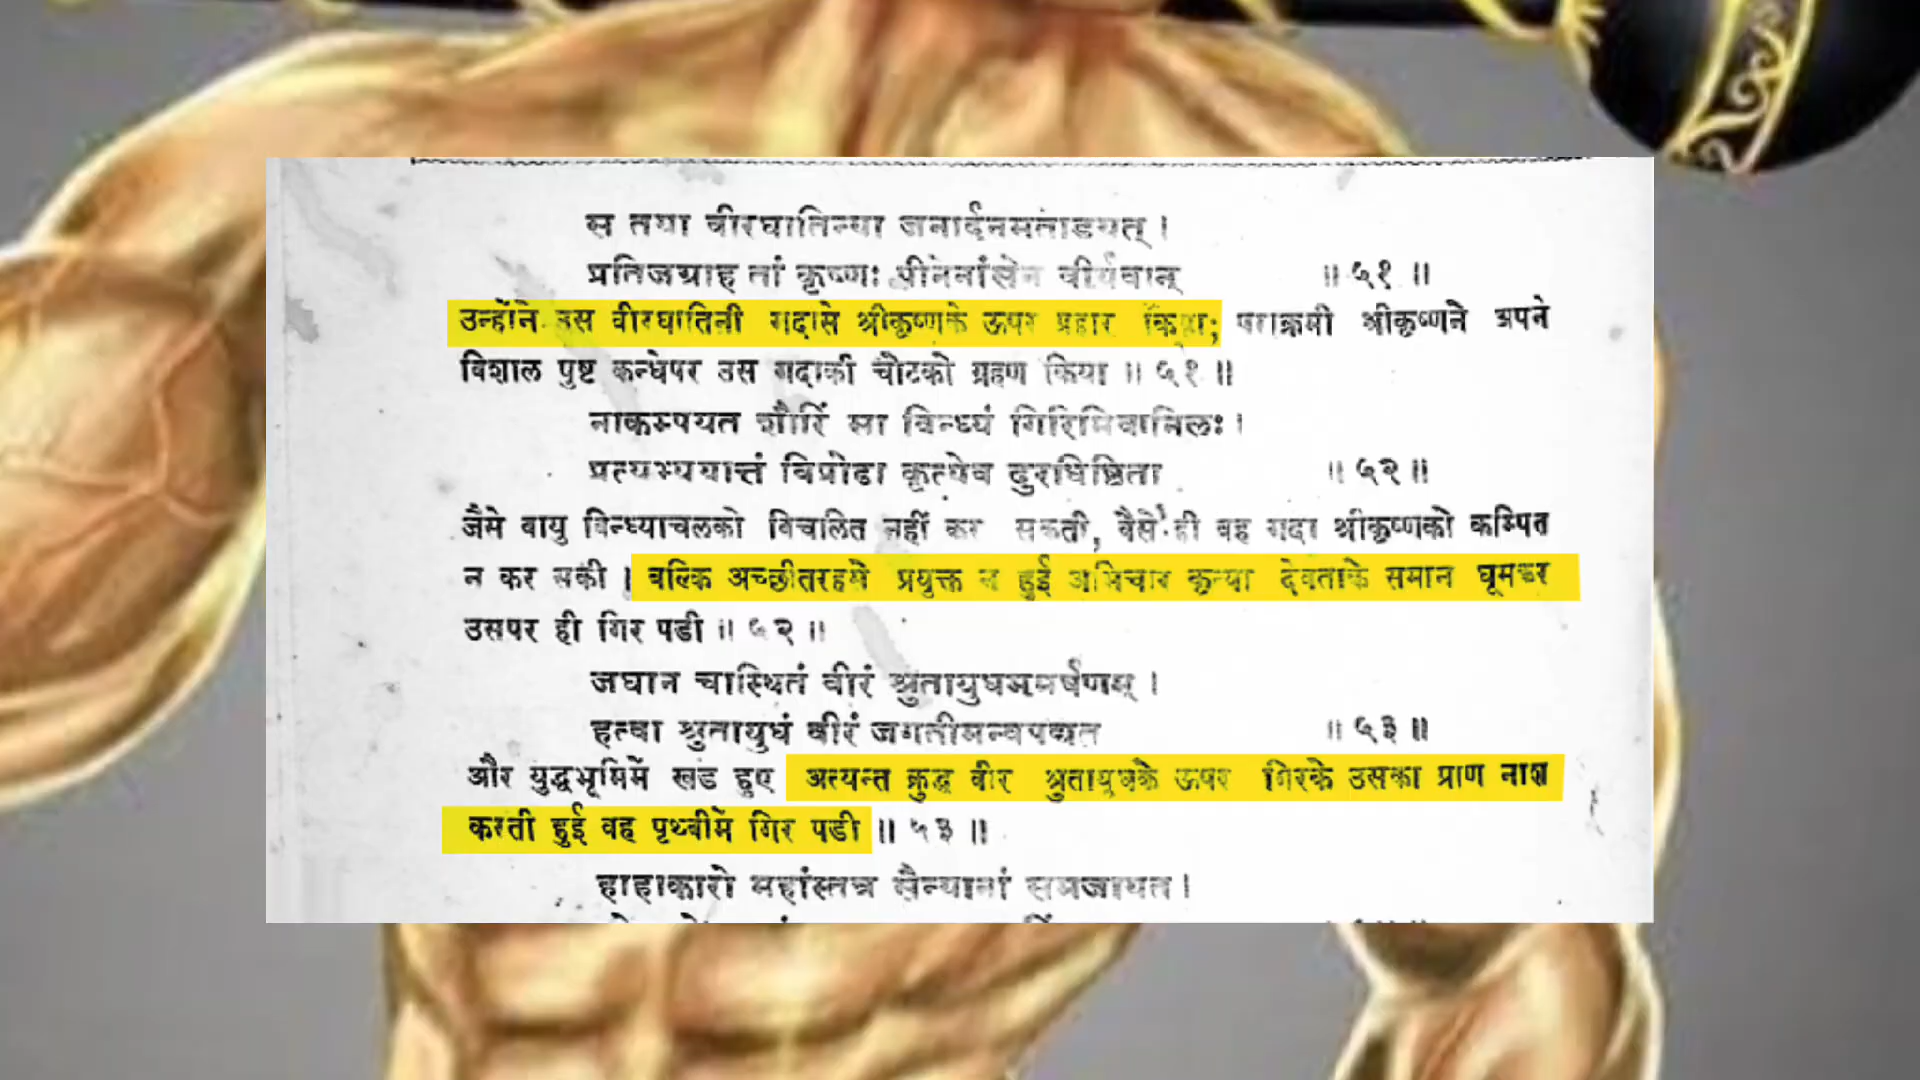 स तया वीरघातिन्या जनार्दनमताडयत् ।
प्रतिजग्राह तां कृष्णः पीनेनांसेन वीर्यवान् ॥ ५१ ॥
उन्होंने उस वीरघातिनी गदासे श्रीकृष्णके ऊपर प्रहार किया; पराक्रमी श्रीकृष्णने अपने
विशाल पुष्ट कन्धेपर उस गदाकी चोटको ग्रहण किया ॥ ५१ ॥
नाकम्पयत शौरिं सा विन्ध्यं गिरिमिवानिलः ।
प्रत्यभ्ययात्तं विप्रोढा कृत्येव दुरधिष्ठिता ॥ ५२ ॥
जैसे वायु विन्ध्याचलको विचालित नहीं कर सकती, वैसे ही वह गदा श्रीकृष्णको कम्पित
न कर सकी । बल्कि अच्छीतरहसे प्रयुक्त न हुई अभिचार कृत्या देवताके समान घूमकर
उसपर ही गिर पडी ॥ ५२ ॥
जघान चास्थितं वीरं श्रुतायुधममर्षणम् ।
हत्वा श्रुतायुधं वीरं जगतीमन्वपद्यत ॥ ५३ ॥
और युद्धभूमिमें खडे हुए अत्यन्त क्रुद्ध वीर श्रुतायुधके ऊपर गिरके उसका प्राण नाश
करती हुई वह पृथ्वीमें गिर पडी ॥ ५३ ॥
हाहाकारो महांस्तत्र सैन्यानां समजायत ।